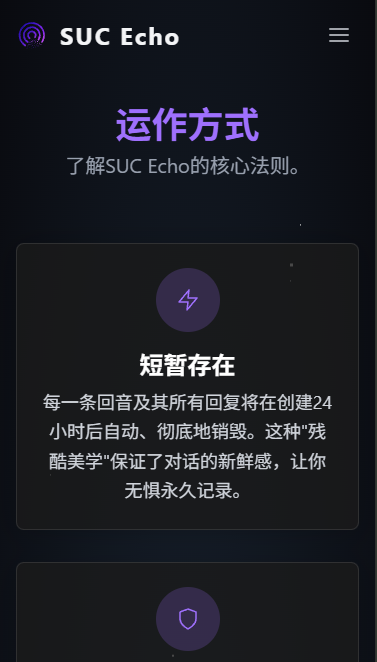 SUC Echo
运作方式
了解SUC Echo的核心法则。
短暂存在
每一条回音及其所有回复将在创建24
小时后自动、彻底地销毁。这种"残
酷美学"保证了对话的新鲜感，让你
无惧永久记录。